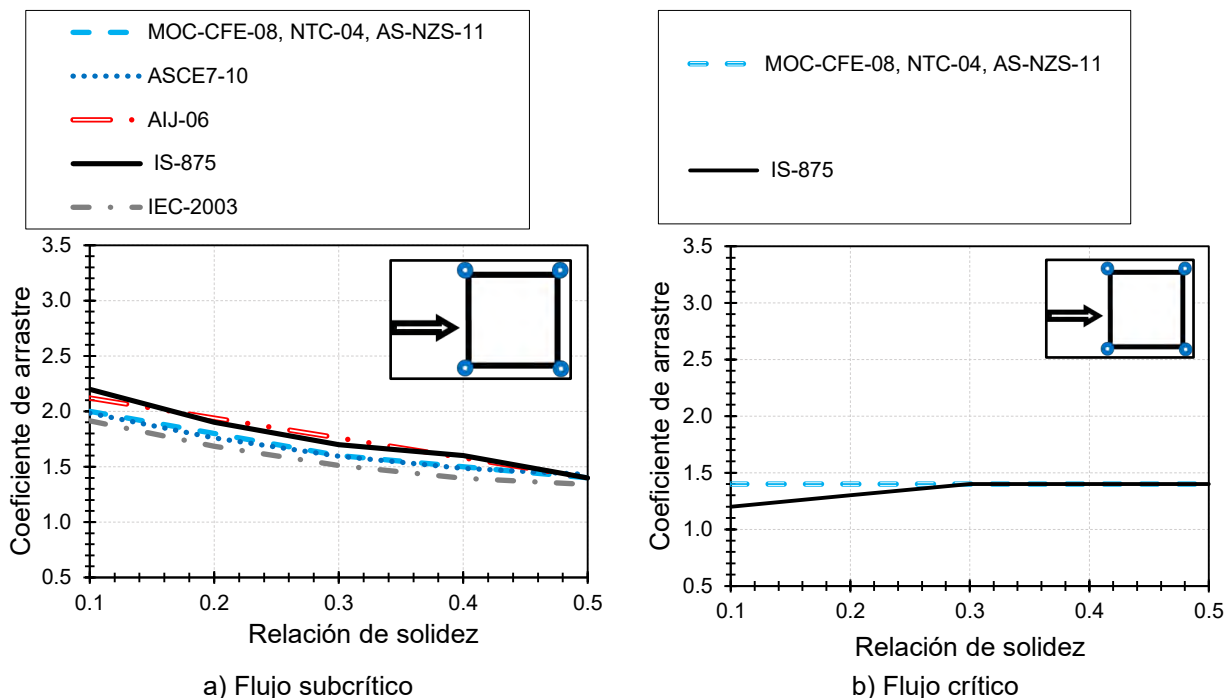 MOC-CFE-08, NTC-04, AS-NZS-11
ASCE7-10
AIJ-06
IS-875
IEC-2003
Coeficiente de arrastre
3.5
3.0
2.5
2.0
1.5
1.0
0.5
0.1
0.2
0.3
0.4
0.5
Relación de solidez
a) Flujo subcrítico
MOC-CFE-08, NTC-04, AS-NZS-11
IS-875
Coeficiente de arrastre
3.5
3.0
2.5
2.0
1.5
1.0
0.5
0.1
0.2
0.3
0.4
0.5
Relación de solidez
b) Flujo crítico